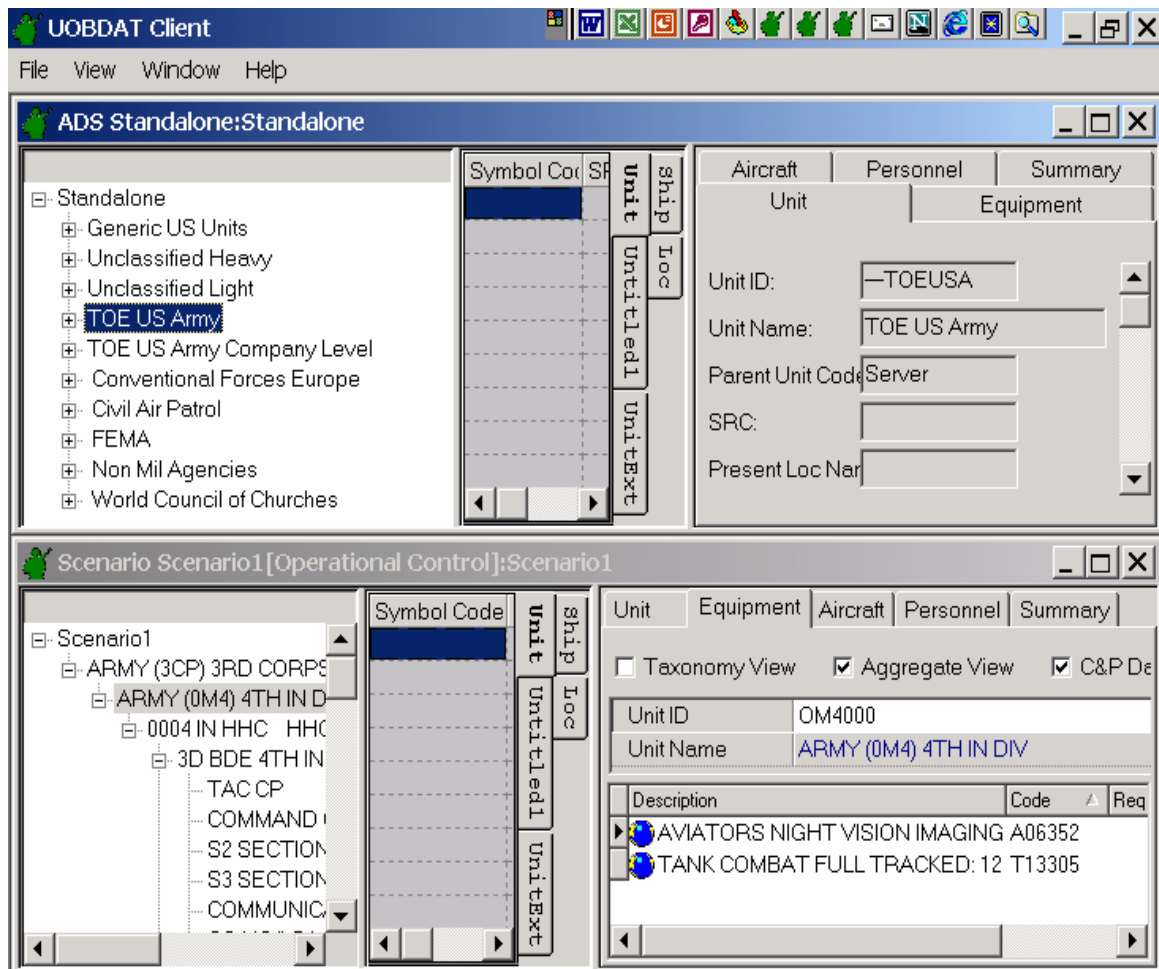 UOBDAT Client
File View Window Help
ADS Standalone:Standalone
Standalone
Generic US Units
Unclassified Heavy
Unclassified Light
TOE US Army
TOE US Army Company Level
Conventional Forces Europe
Civil Air Patrol
FEMA
Non Mil Agencies
World Council of Churches
Symbol Co
Unit
Untitled1
UnitExt
Ship
Loc
Aircraft Personnel Summary
Unit Equipment
Unit ID: —TOEUSA
Unit Name: TOE US Army
Parent Unit Code Server
SRC:
Present Loc Nar
Scenario Scenario1[Operational Control]:Scenario1
Scenario1
ARMY (3CP) 3RD CORPS
ARMY (0M4) 4TH IN D
0004 IN HHC HHC
3D BDE 4TH IN
TAC CP
COMMAND
S2 SECTION
S3 SECTION
COMMUNICA
Symbol Code
Unit
Untitled1
UnitExt
Ship
Loc
Unit Equipment Aircraft Personnel Summary
Taxonomy View Aggregate View C&P De
Unit ID OM4000
Unit Name ARMY (0M4) 4TH IN DIV
Description Code Req
AVIATORS NIGHT VISION IMAGING A06352
TANK COMBAT FULL TRACKED: 12 T13305